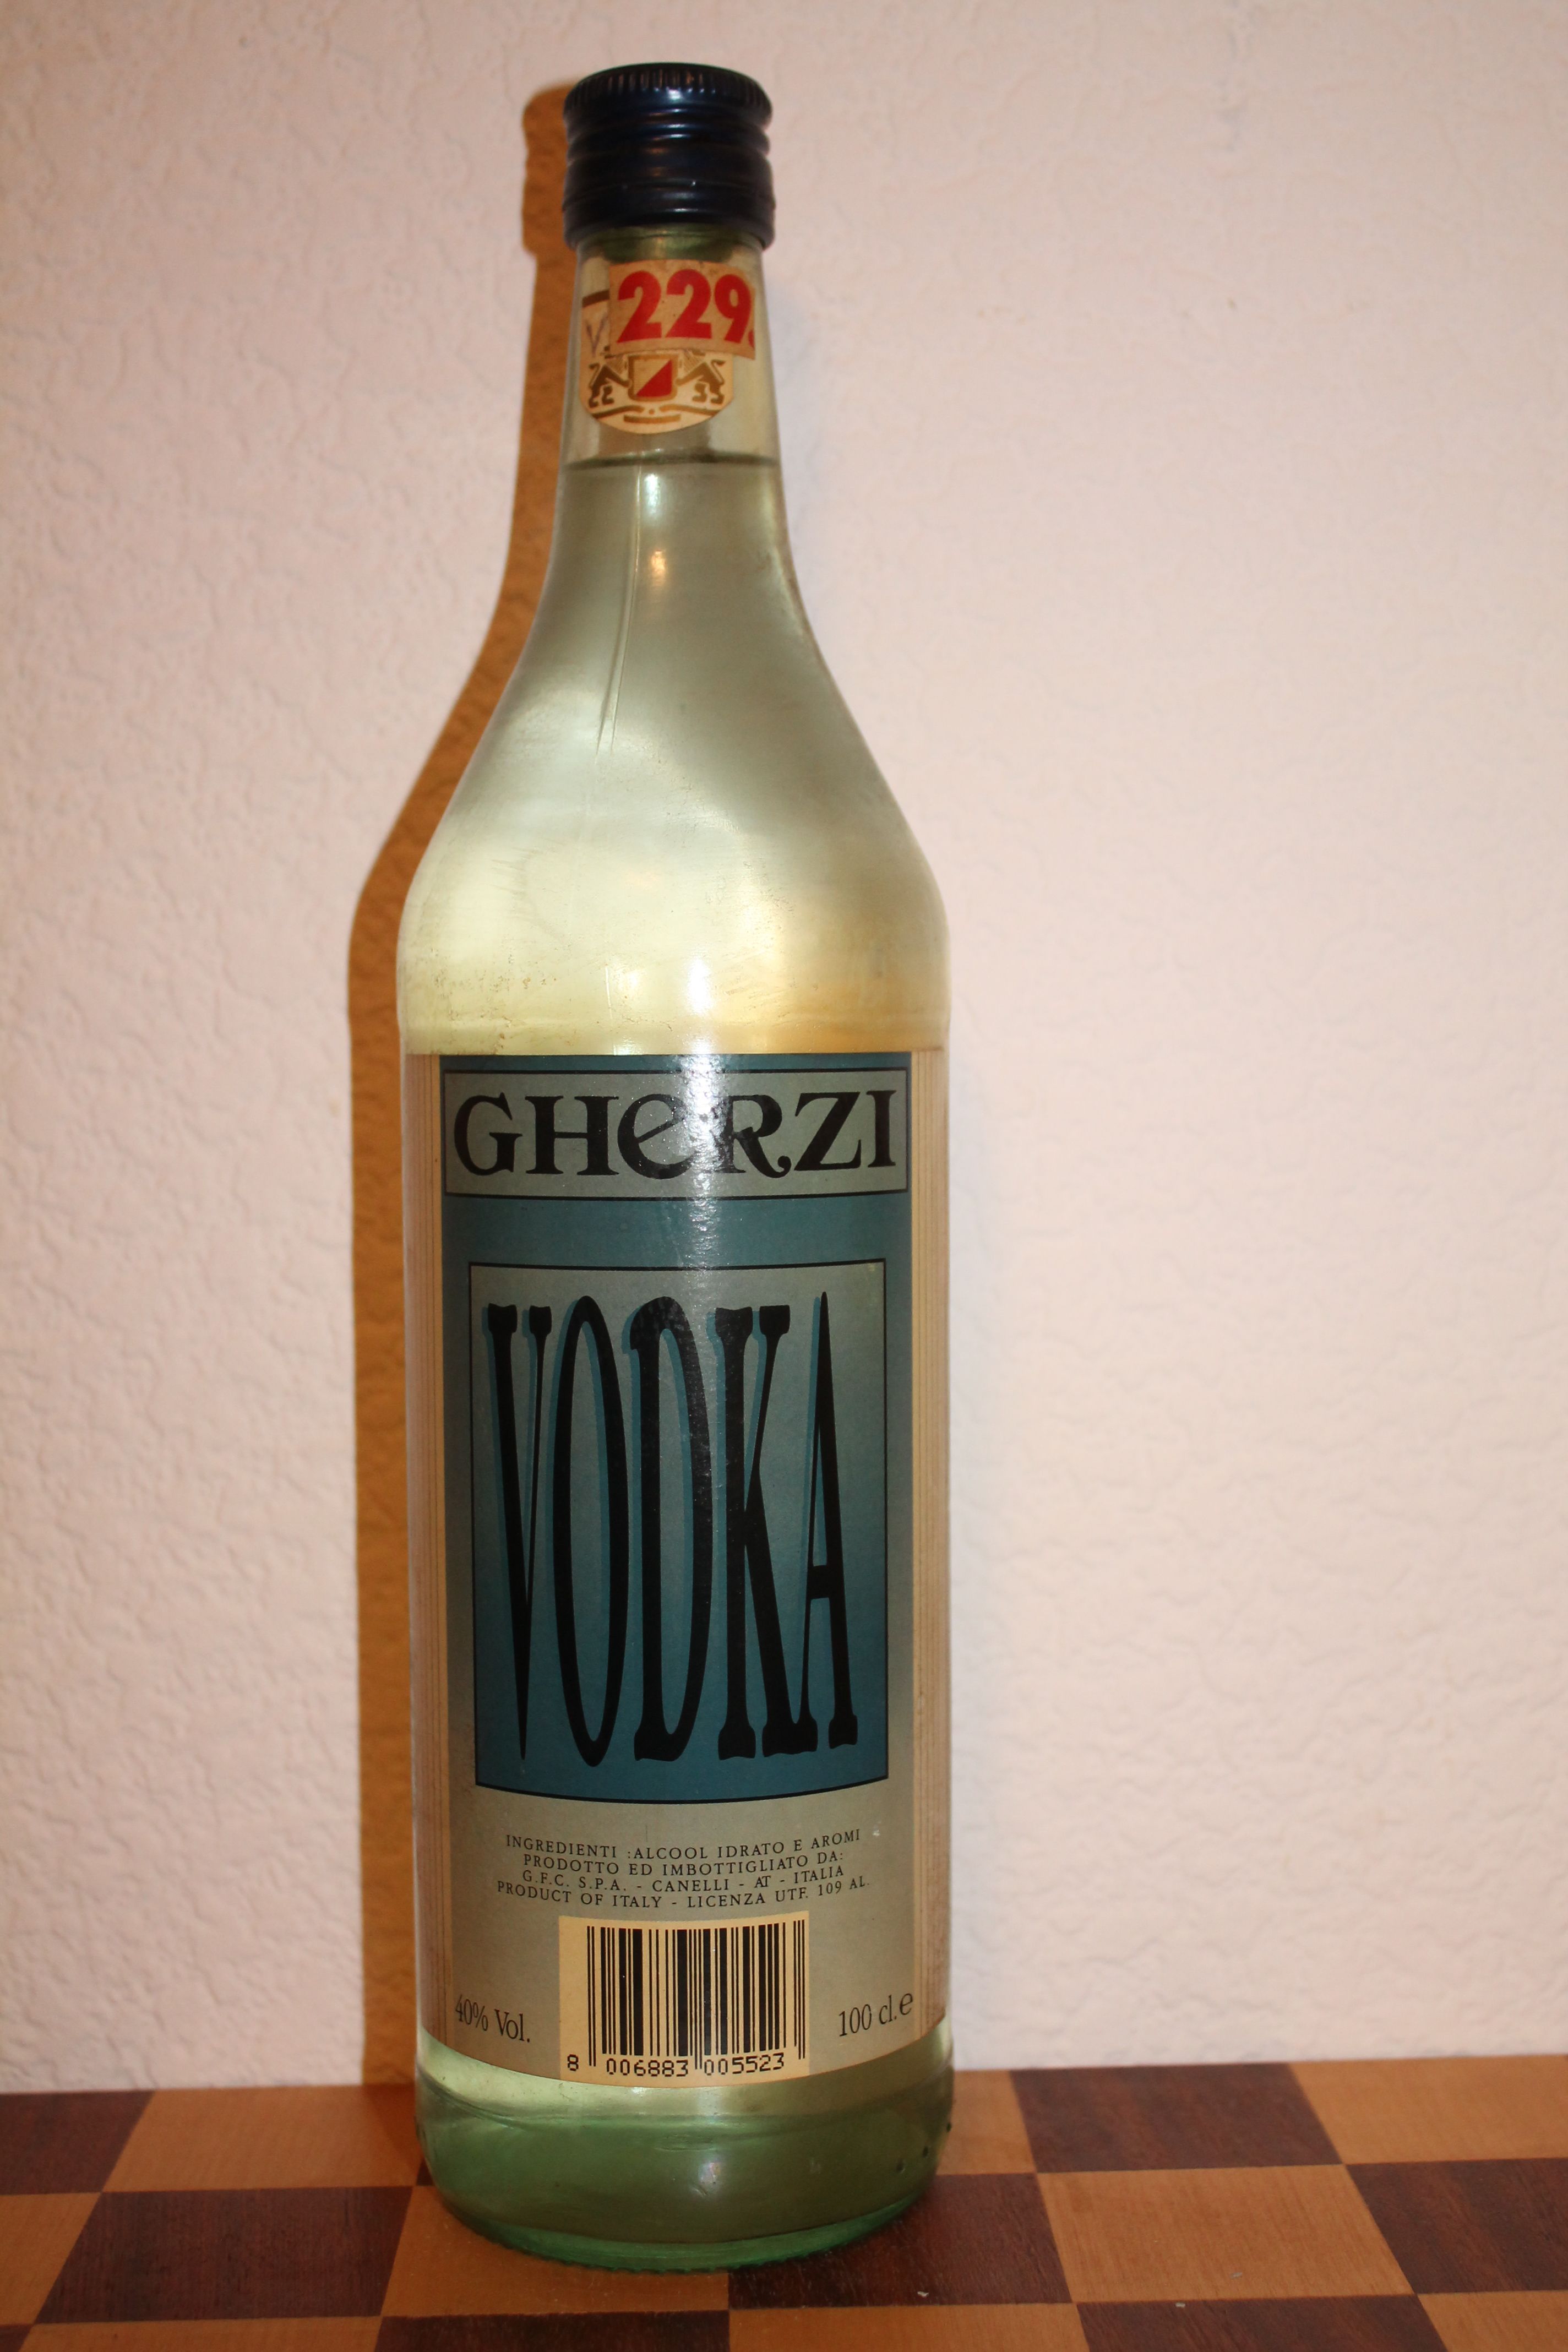 229.
GHERZI
VODKA
INGREDIENTI :ALCOOL IDRATO E AROMI
PRODOTTO ED IMBOTTIGLIATO DA:
G.F.C. S.P.A. - CANELLI - AT - ITALIA
PRODUCT OF ITALY - LICENZA UTF. 109 AL.
40% Vol.
100 cl.e
8 006883 005523